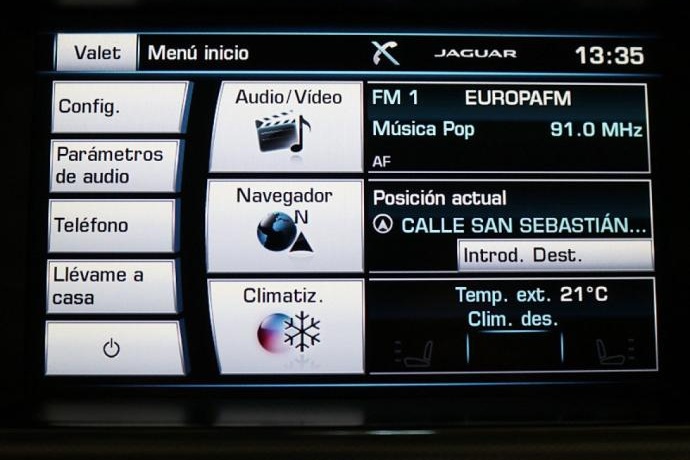 Valet
Menú inicio
JAGUAR
13:35
Config.
Parámetros
de audio
Teléfono
Llévame a
casa
Audio/Vídeo
Navegador
N
Climatiz.
FM 1
EUROPAFM
Música Pop
91.0 MHz
AF
Posición actual
CALLE SAN SEBASTIÁN...
Introd. Dest.
Temp. ext. 21°C
Clim. des.